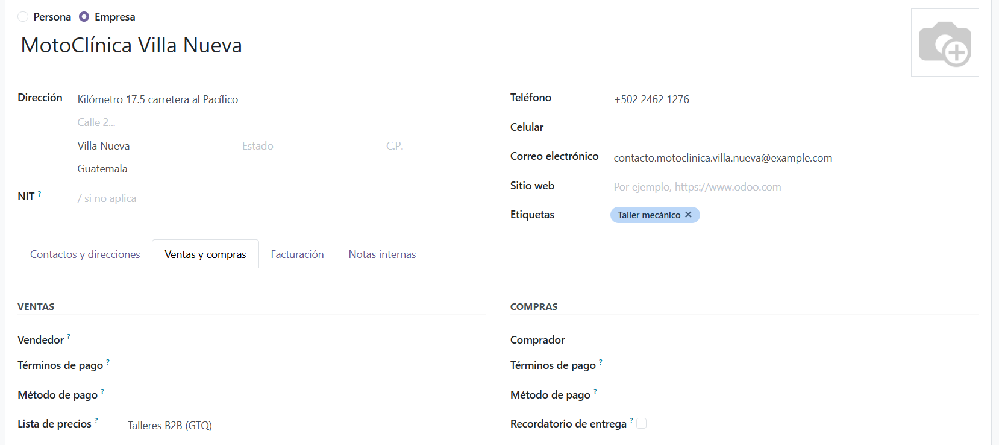 Persona Empresa
MotoClínica Villa Nueva
Dirección Kilómetro 17.5 carretera al Pacífico
Calle 2...
Villa Nueva Estado C.P.
Guatemala
NIT ? / si no aplica
Teléfono +502 2462 1276
Celular
Correo electrónico contacto.motoclinica.villa.nueva@example.com
Sitio web Por ejemplo, https://www.odoo.com
Etiquetas Taller mecánico ✕
Contactos y direcciones Ventas y compras Facturación Notas internas
VENTAS
Vendedor ?
Términos de pago ?
Método de pago ?
Lista de precios ? Talleres B2B (GTQ)
COMPRAS
Comprador
Términos de pago ?
Método de pago ?
Recordatorio de entrega ?